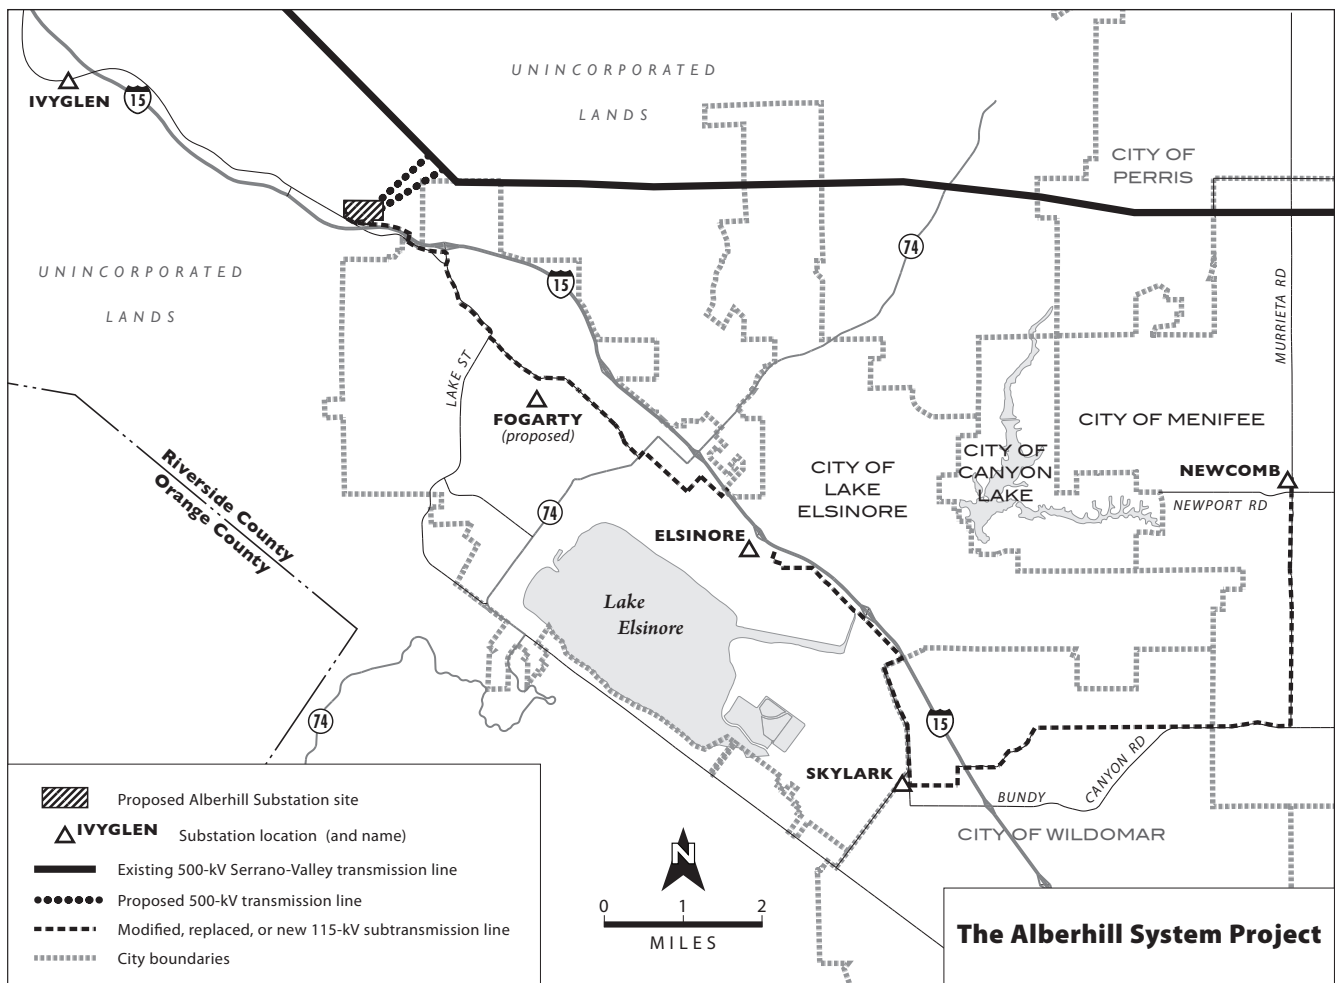 UNINCORPORATED
LANDS
IVYGLEN
15
CITY OF
PERRIS
74
UNINCORPORATED
LANDS
15
MURRIETA RD
LAKE ST
FOGARTY
(proposed)
CITY OF MENIFEE
CITY OF
CANYON
LAKE
CITY OF
LAKE
ELSINORE
NEWCOMB
NEWPORT RD
Riverside County
Orange County
74
ELSINORE
Lake
Elsinore
74
15
SKYLARK
BUNDY
CANYON RD
CITY OF WILDOMAR
Proposed Alberhill Substation site
IVYGLEN
Substation location (and name)
Existing 500-kV Serrano-Valley transmission line
Proposed 500-kV transmission line
Modified, replaced, or new 115-kV subtransmission line
City boundaries
N
0 1 2
MILES
The Alberhill System Project